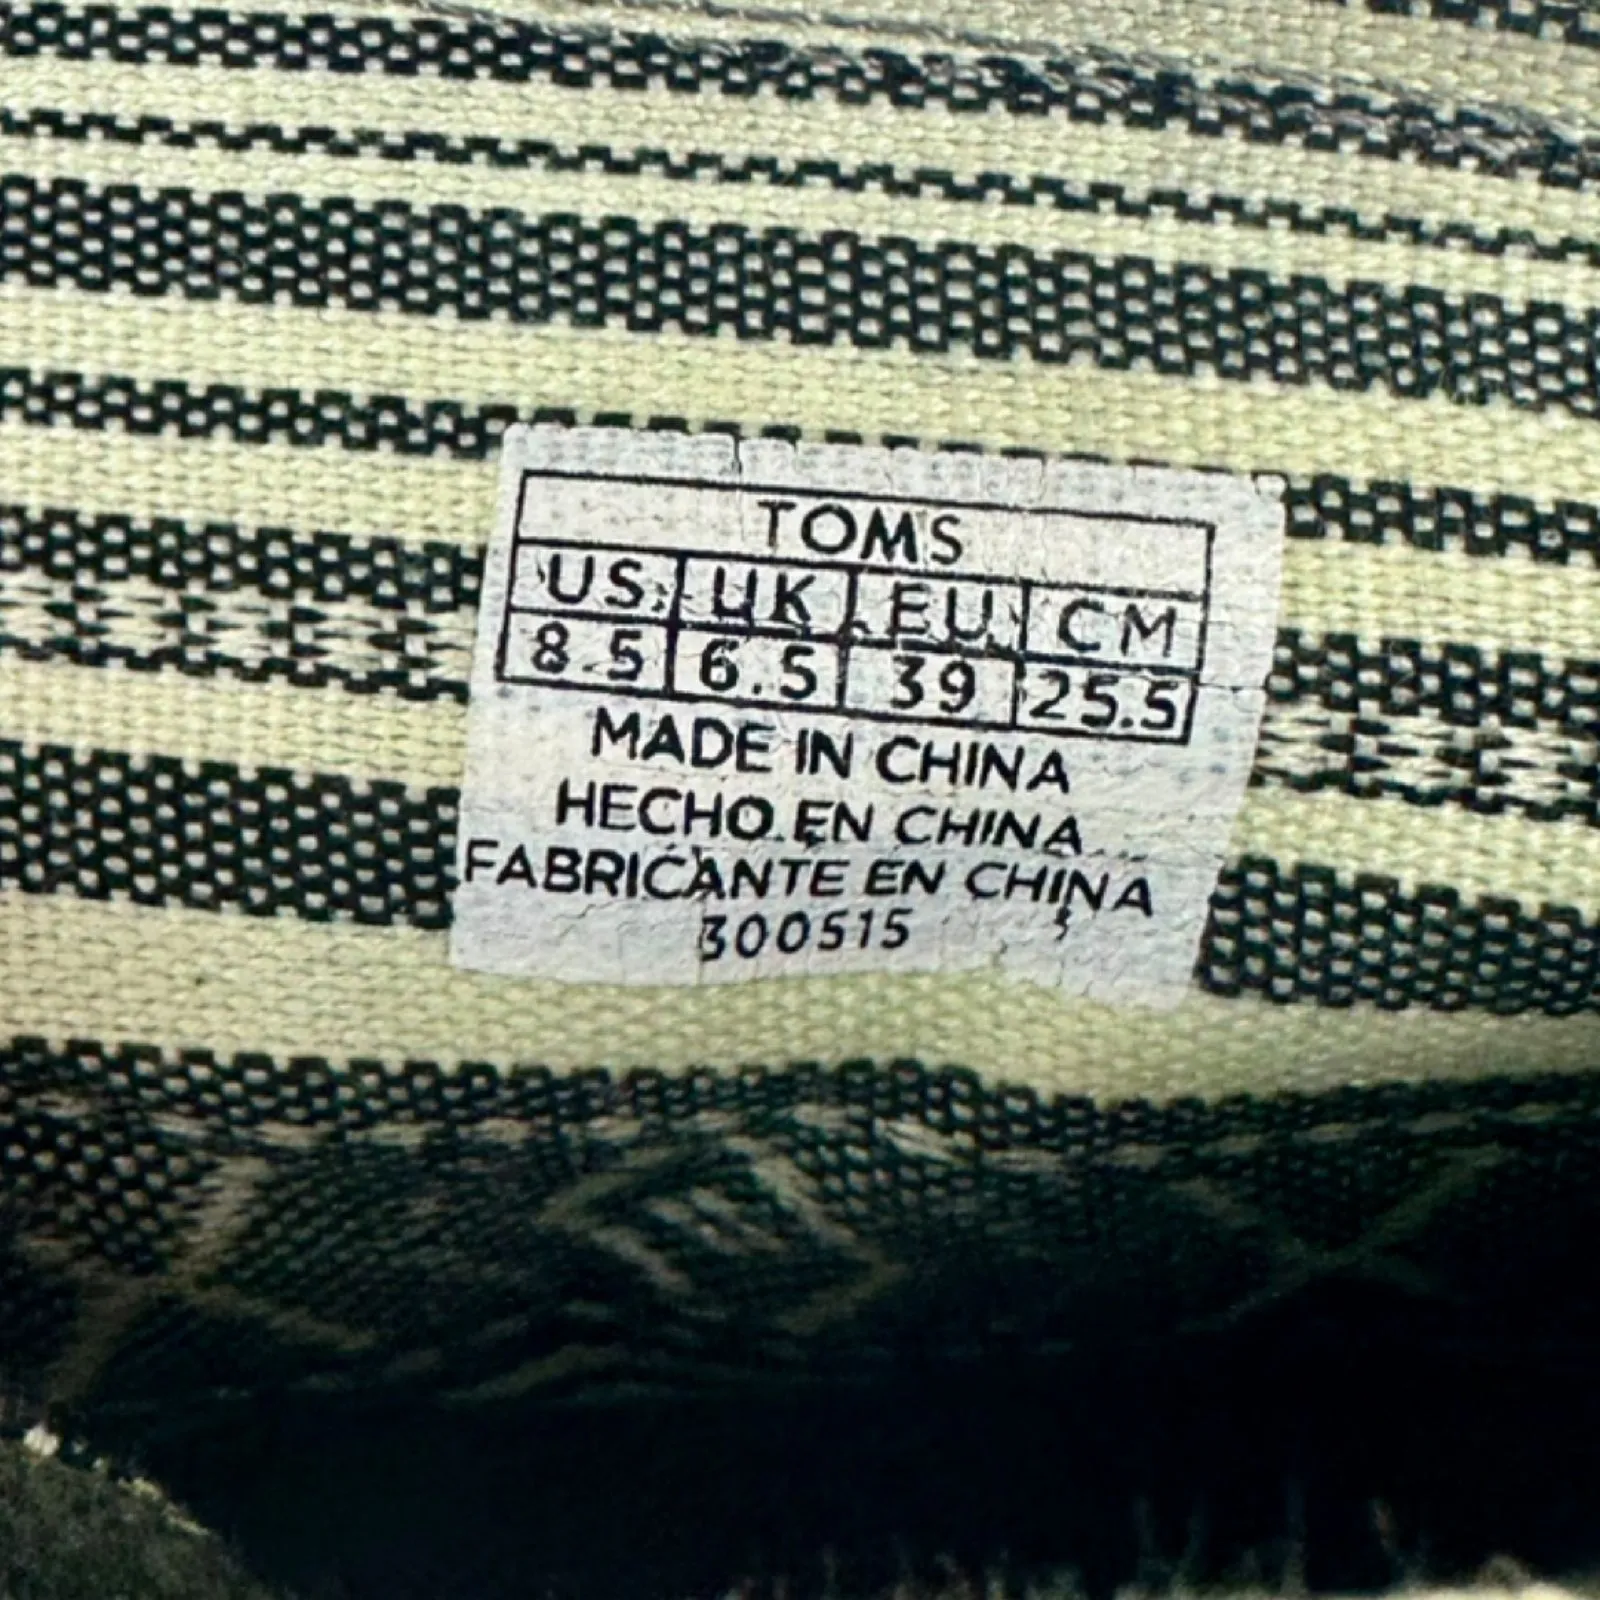 TOMS
US UK EU CM
8.5 6.5 39 25.5
MADE IN CHINA
HECHO EN CHINA
FABRICANTE EN CHINA
300515